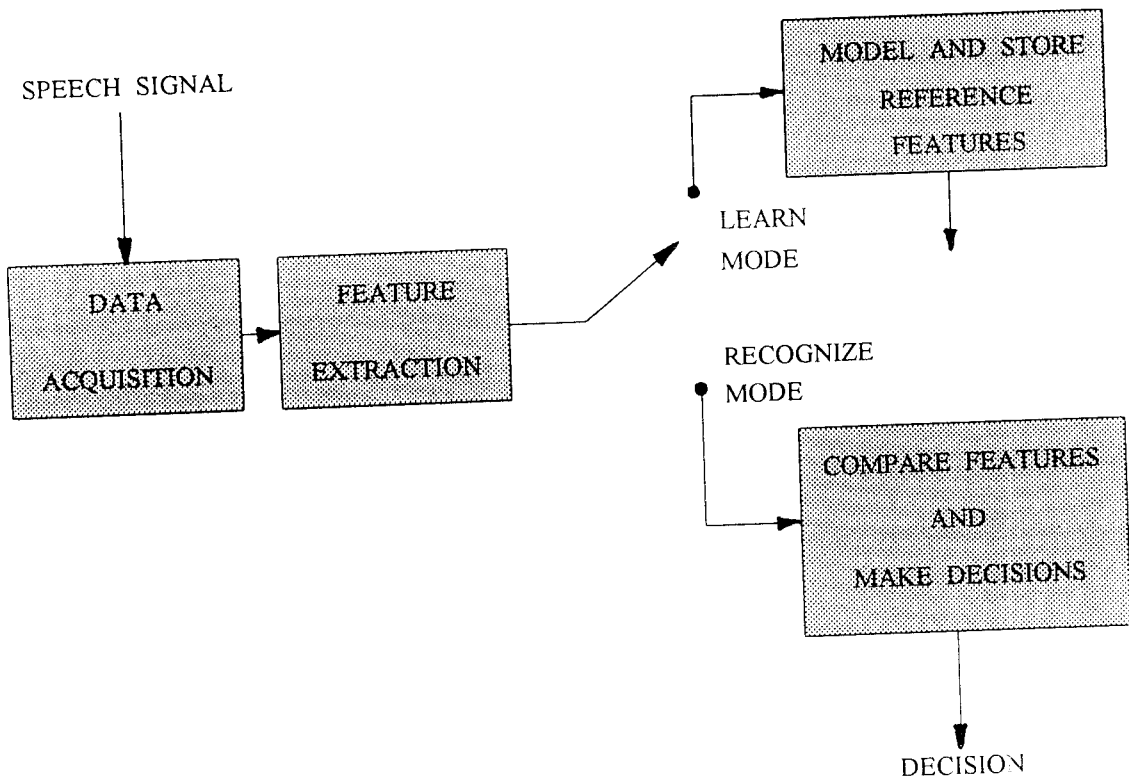 SPEECH SIGNAL
DATA
ACQUISITION
FEATURE
EXTRACTION
LEARN
MODE
MODEL AND STORE
REFERENCE
FEATURES
RECOGNIZE
MODE
COMPARE FEATURES
AND
MAKE DECISIONS
DECISION